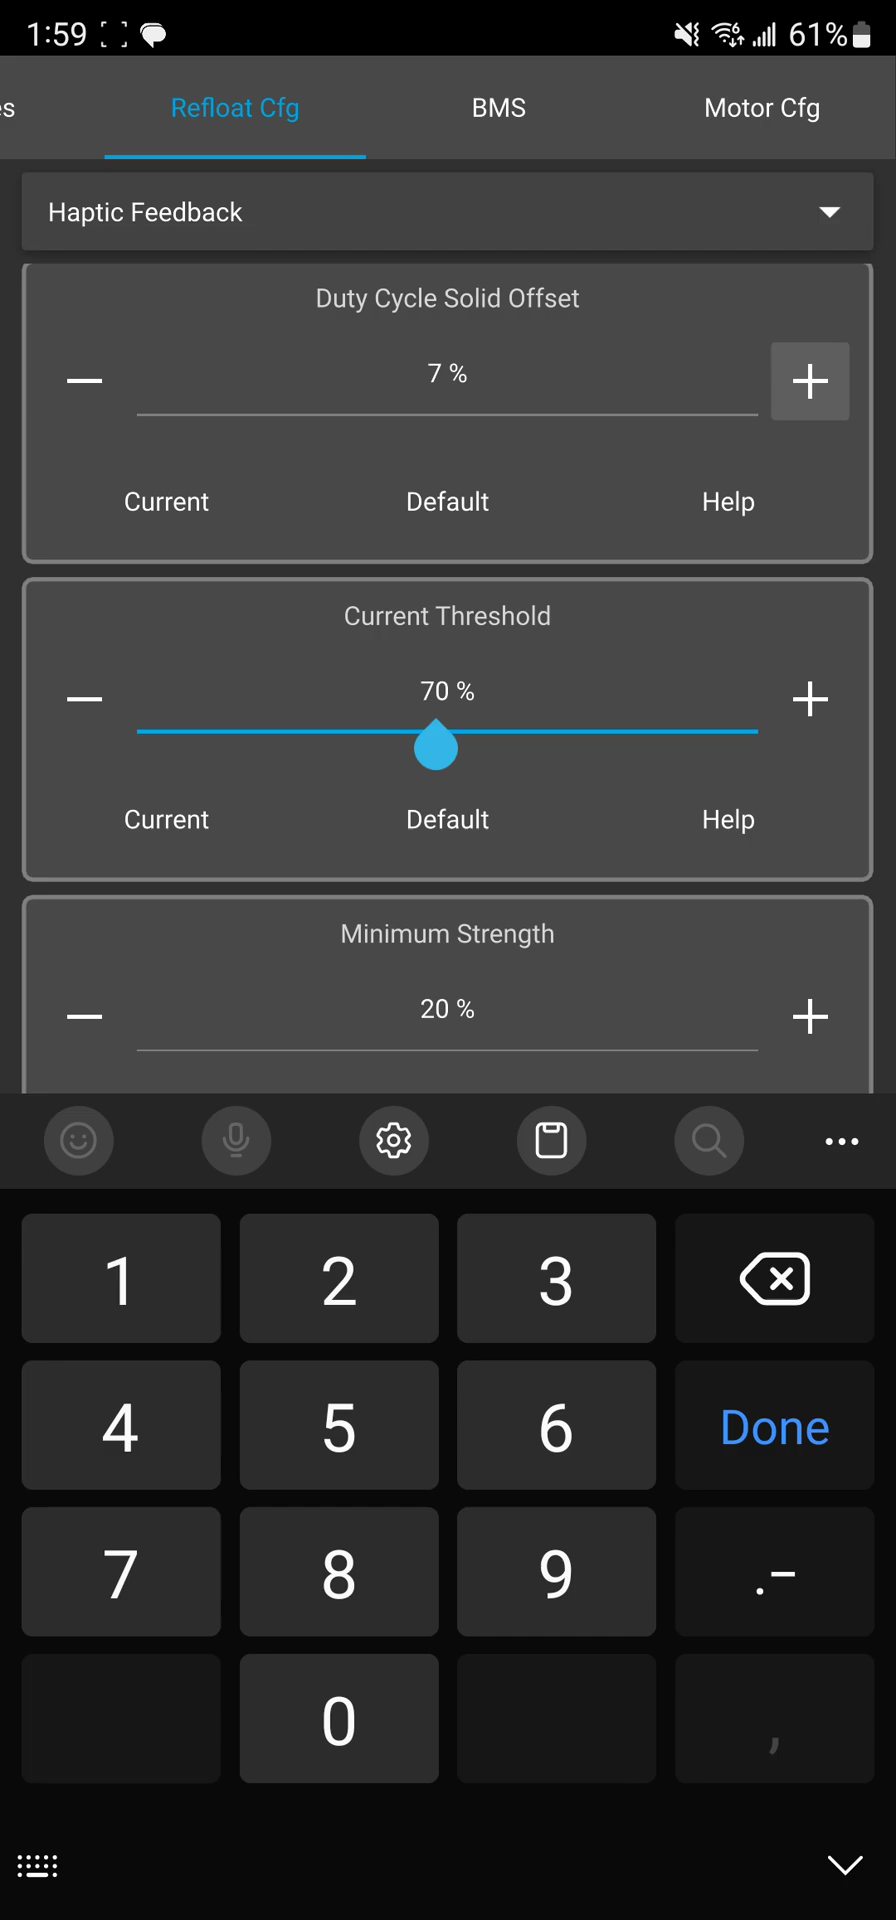 1:59 61%
es Refloat Cfg BMS Motor Cfg
Haptic Feedback
Duty Cycle Solid Offset
7 %
Current Default Help
Current Threshold
70 %
Current Default Help
Minimum Strength
20 %
1 2 3
4 5 6 Done
7 8 9 .-
0 ,